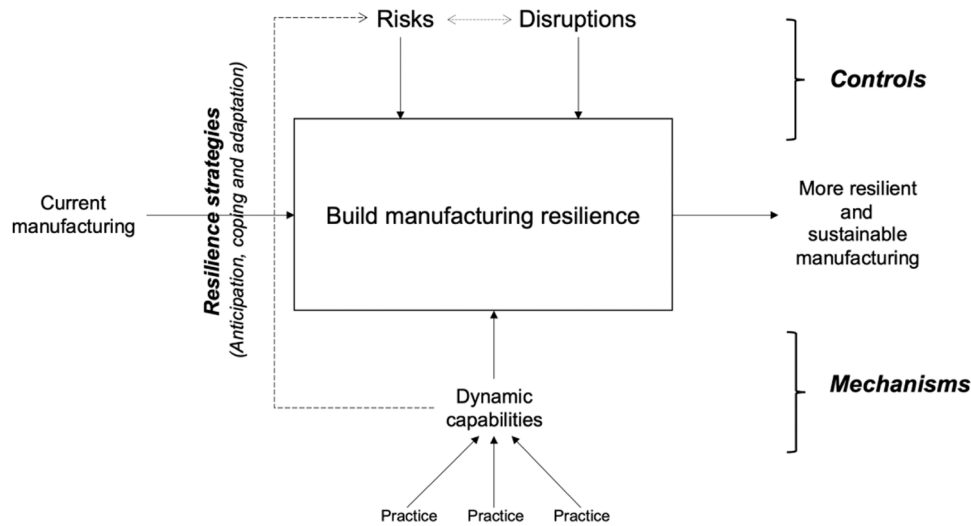 Risks
Disruptions
Controls
Resilience strategies
(Anticipation, coping and adaptation)
Current
manufacturing
Build manufacturing resilience
More resilient
and
sustainable
manufacturing
Mechanisms
Dynamic
capabilities
Practice
Practice
Practice